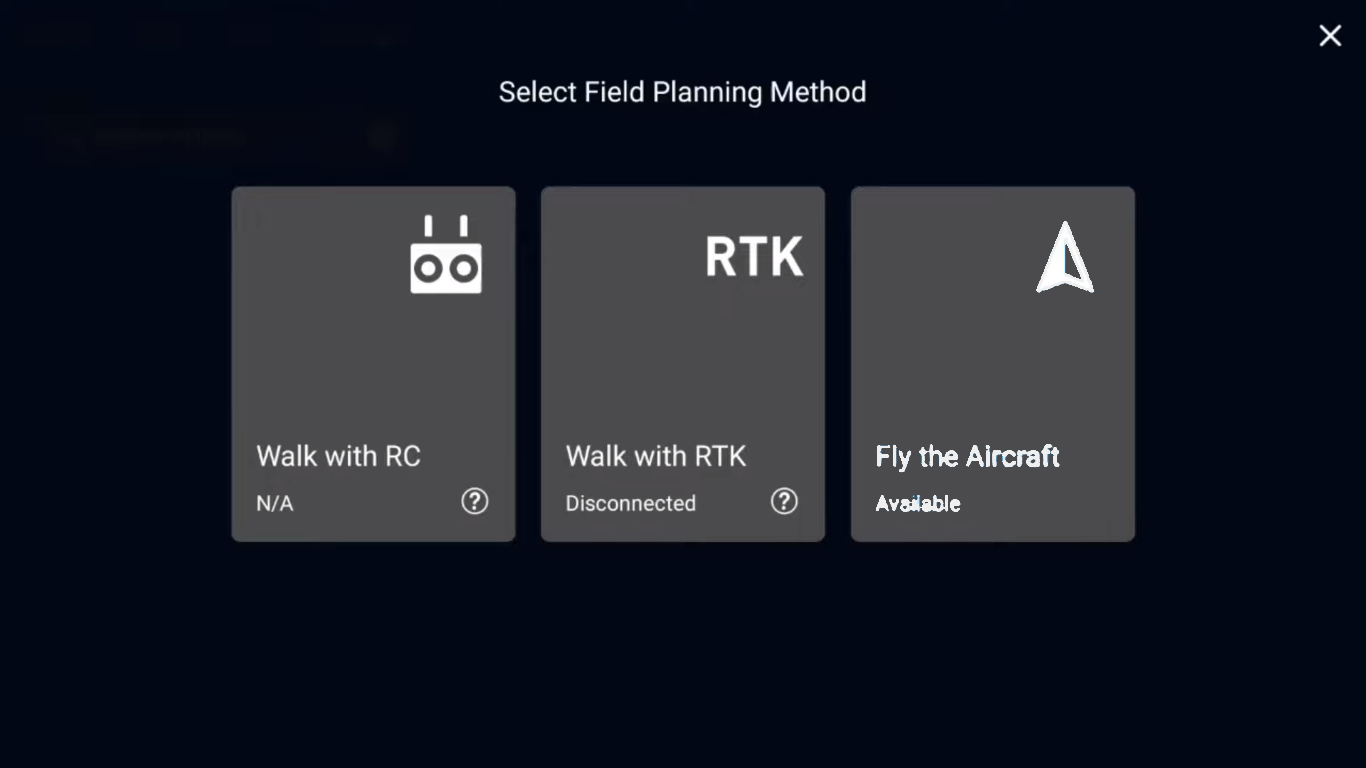 Select Field Planning Method
RTK
Walk with RC
N/A
Walk with RTK
Disconnected
Fly the Aircraft
Available